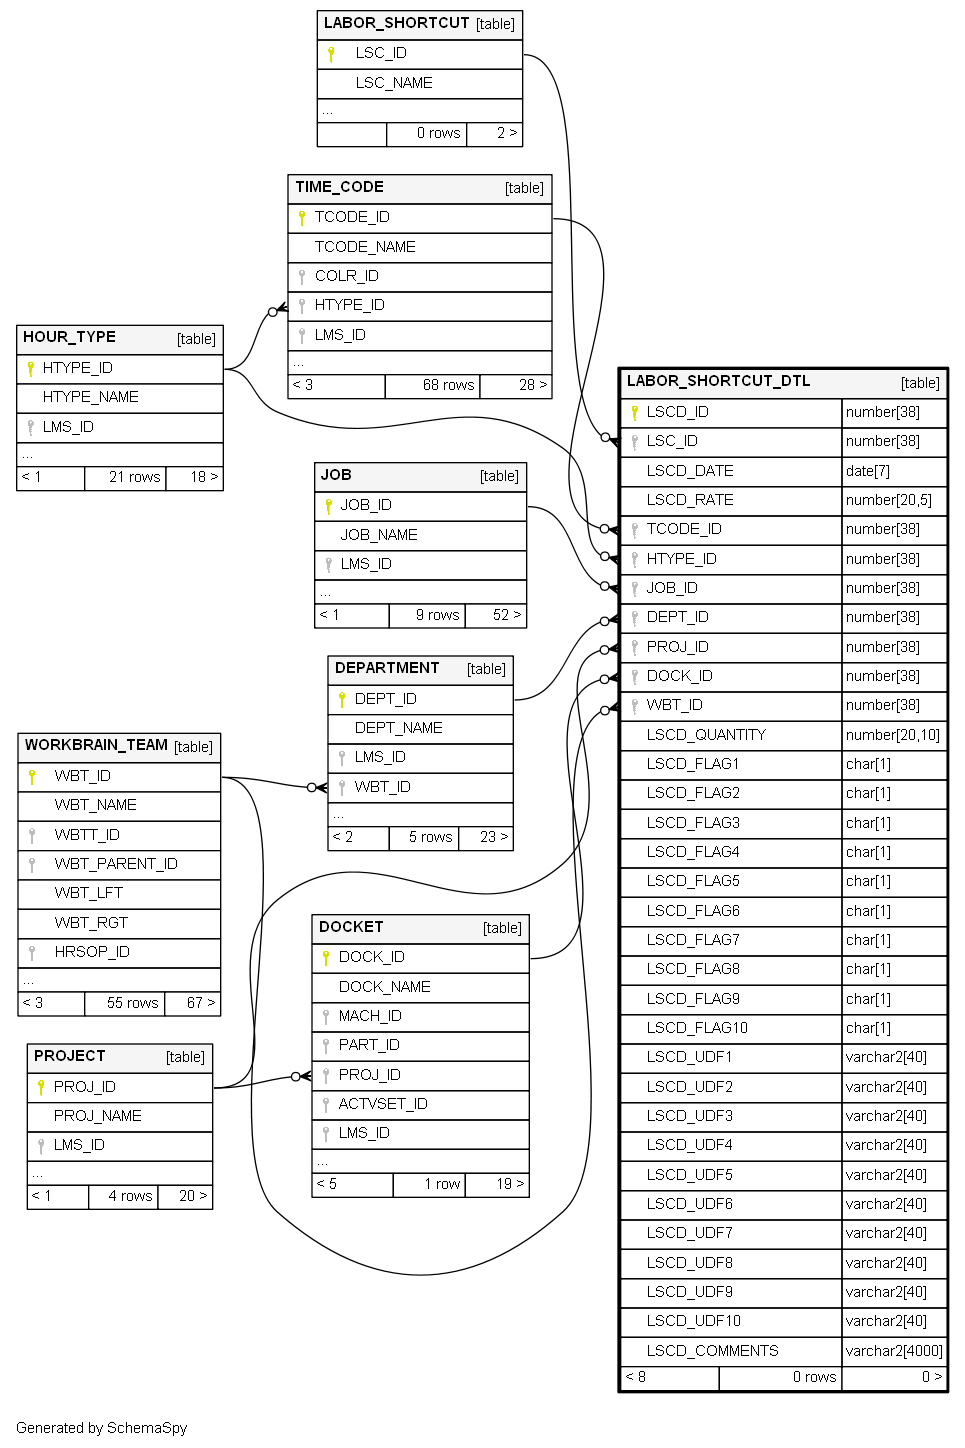 LABOR_SHORTCUT [table]
LSC_ID
LSC_NAME
...
0 rows 2 >
TIME_CODE [table]
TCODE_ID
TCODE_NAME
COLR_ID
HTYPE_ID
LMS_ID
...
< 3 68 rows 28 >
HOUR_TYPE [table]
HTYPE_ID
HTYPE_NAME
LMS_ID
...
< 1 21 rows 18 >
JOB [table]
JOB_ID
JOB_NAME
LMS_ID
...
< 1 9 rows 52 >
DEPARTMENT [table]
DEPT_ID
DEPT_NAME
LMS_ID
WBT_ID
...
< 2 5 rows 23 >
WORKBRAIN_TEAM [table]
WBT_ID
WBT_NAME
WBTT_ID
WBT_PARENT_ID
WBT_LFT
WBT_RGT
HRSOP_ID
...
< 3 55 rows 67 >
DOCKET [table]
DOCK_ID
DOCK_NAME
MACH_ID
PART_ID
PROJ_ID
ACTVSET_ID
LMS_ID
...
< 5 1 row 19 >
PROJECT [table]
PROJ_ID
PROJ_NAME
LMS_ID
...
< 1 4 rows 20 >
LABOR_SHORTCUT_DTL [table]
LSCD_ID number[38]
LSC_ID number[38]
LSCD_DATE date[7]
LSCD_RATE number[20,5]
TCODE_ID number[38]
HTYPE_ID number[38]
JOB_ID number[38]
DEPT_ID number[38]
PROJ_ID number[38]
DOCK_ID number[38]
WBT_ID number[38]
LSCD_QUANTITY number[20,10]
LSCD_FLAG1 char[1]
LSCD_FLAG2 char[1]
LSCD_FLAG3 char[1]
LSCD_FLAG4 char[1]
LSCD_FLAG5 char[1]
LSCD_FLAG6 char[1]
LSCD_FLAG7 char[1]
LSCD_FLAG8 char[1]
LSCD_FLAG9 char[1]
LSCD_FLAG10 char[1]
LSCD_UDF1 varchar2[40]
LSCD_UDF2 varchar2[40]
LSCD_UDF3 varchar2[40]
LSCD_UDF4 varchar2[40]
LSCD_UDF5 varchar2[40]
LSCD_UDF6 varchar2[40]
LSCD_UDF7 varchar2[40]
LSCD_UDF8 varchar2[40]
LSCD_UDF9 varchar2[40]
LSCD_UDF10 varchar2[40]
LSCD_COMMENTS varchar2[4000]
< 8 0 rows 0 >
Generated by SchemaSpy